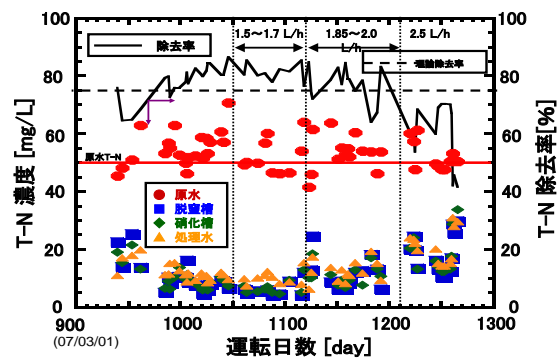 1.5～1.7 L/h
1.85～2.0
L/h
2.5 L/h
除去率
理論除去率
原水T-N
原水
脱窒槽
硝化槽
処理水
T-N 濃度 [mg/L]
100
80
60
40
20
0
T-N 除去率[%]
100
80
60
40
20
0
900
1000
1100
1200
1300
(07/03/01)
運転日数 [day]